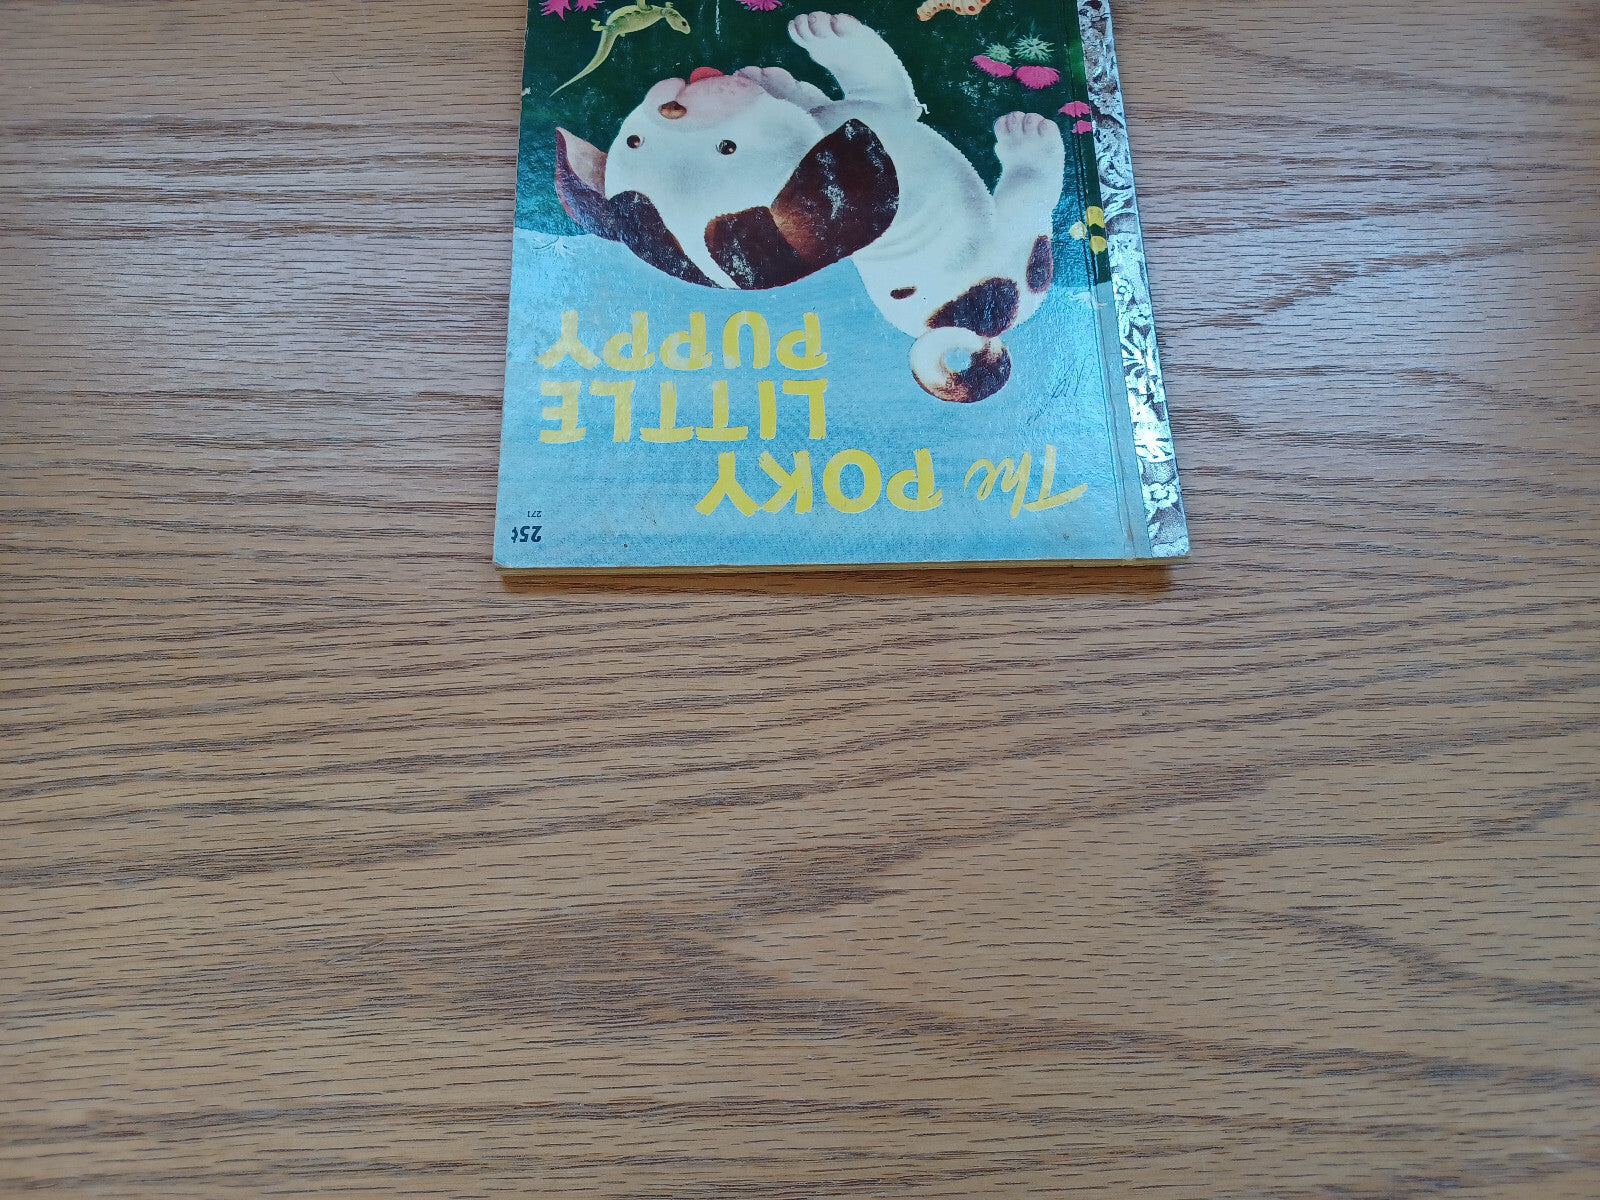 25¢
271
The POKY
LITTLE
PUPPY